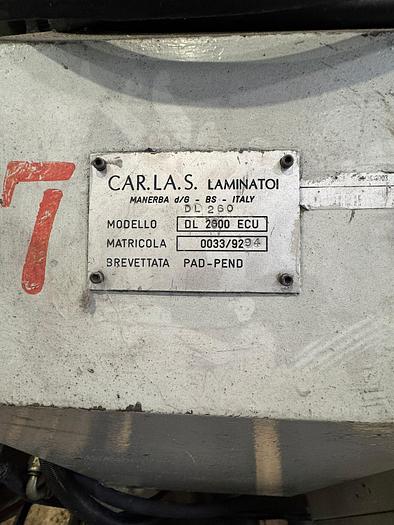 7
CAR.LA.S. LAMINATOI
MANERBA d/G - BS - ITALY
DL 260
MODELLO DL 2000 ECU
MATRICOLA 0033/9294
BREVETTATA PAD-PEND